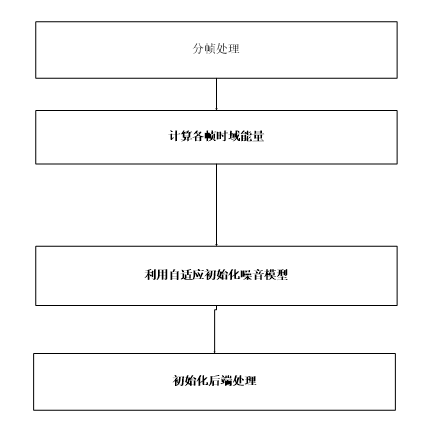 分帧处理
计算各帧时域能量
利用自适应初始化噪音模型
初始化后端处理